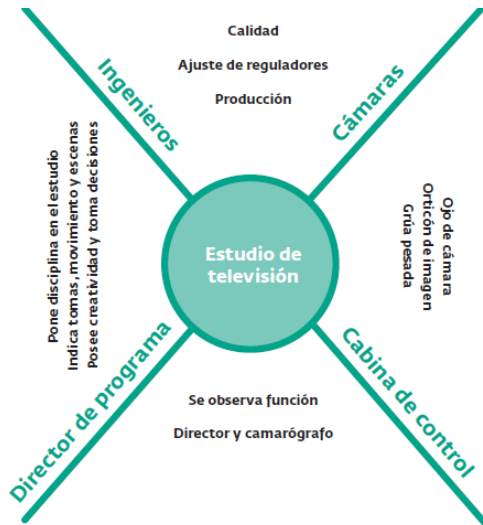 Calidad
Ajuste de reguladores
Producción
Ingenieros
Cámaras
Pone disciplina en el estudio
Indica tomas, movimiento y escenas
Posee creatividad y toma decisiones
Estudio de
televisión
Ojo de cámara
Orticón de imagen
Grúa pesada
Director de programa
Cabina de control
Se observa función
Director y camarógrafo